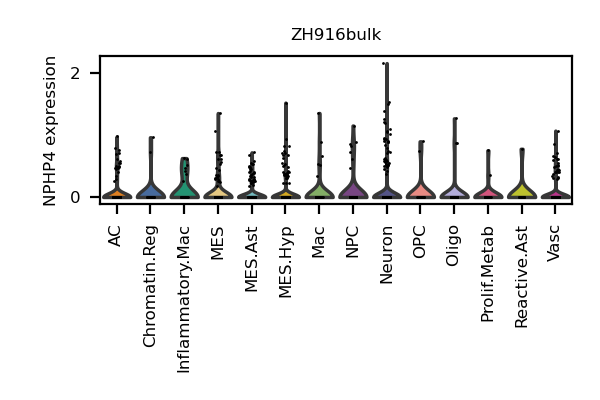 ZH916bulk
NPHP4 expression
2
0
AC
Chromatin.Reg
Inflammatory.Mac
MES
MES.Ast
MES.Hyp
Mac
NPC
Neuron
OPC
Oligo
Prolif.Metab
Reactive.Ast
Vasc